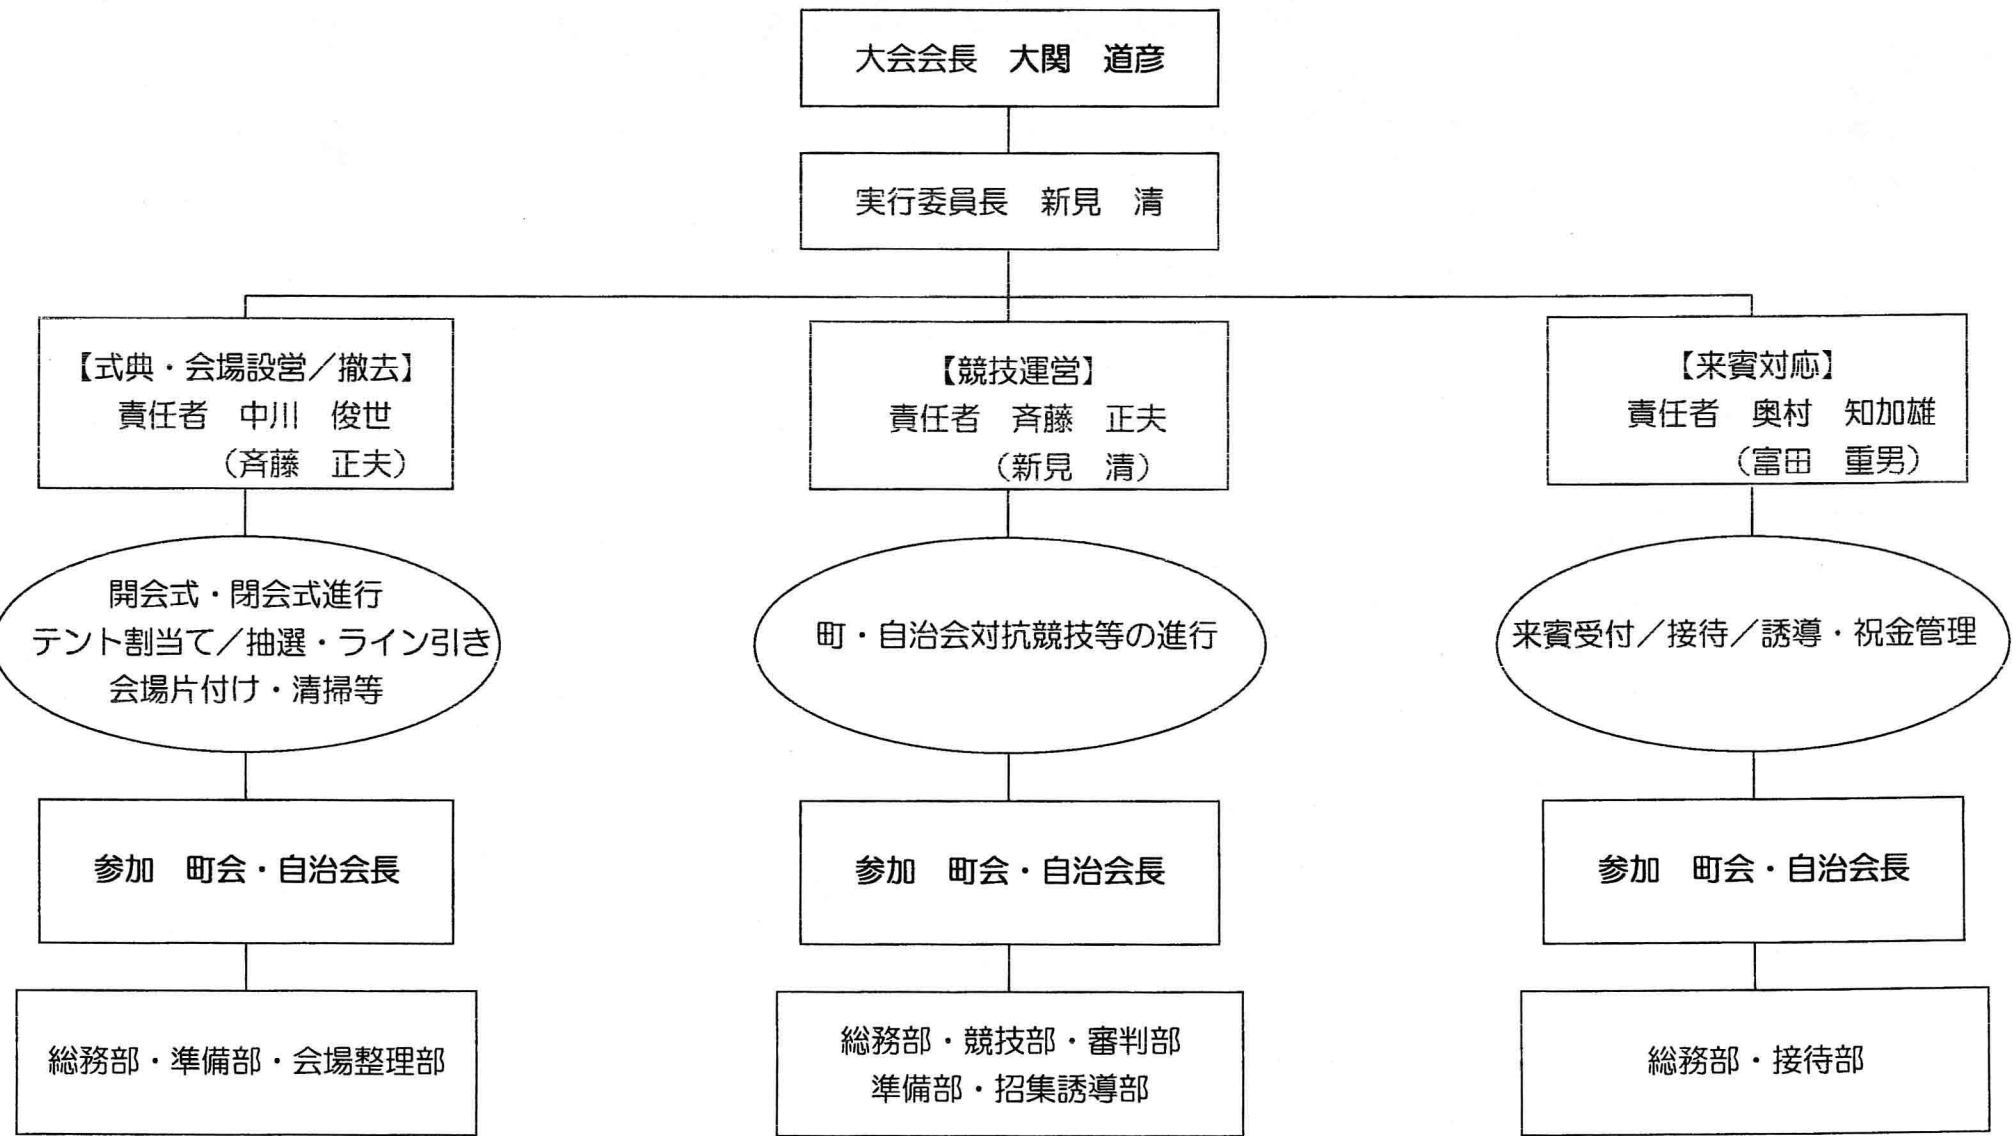 大会会長　大関　道彦
実行委員長　新見　清
【式典・会場設営／撤去】
責任者　中川　俊世
（斉藤　正夫）
【競技運営】
責任者　斉藤　正夫
（新見　清）
【来賓対応】
責任者　奥村　知加雄
（富田　重男）
開会式・閉会式進行
テント割当て／抽選・ライン引き
会場片付け・清掃等
町・自治会対抗競技等の進行
来賓受付／接待／誘導・祝金管理
参加　町会・自治会長
参加　町会・自治会長
参加　町会・自治会長
総務部・準備部・会場整理部
総務部・競技部・審判部
準備部・招集誘導部
総務部・接待部